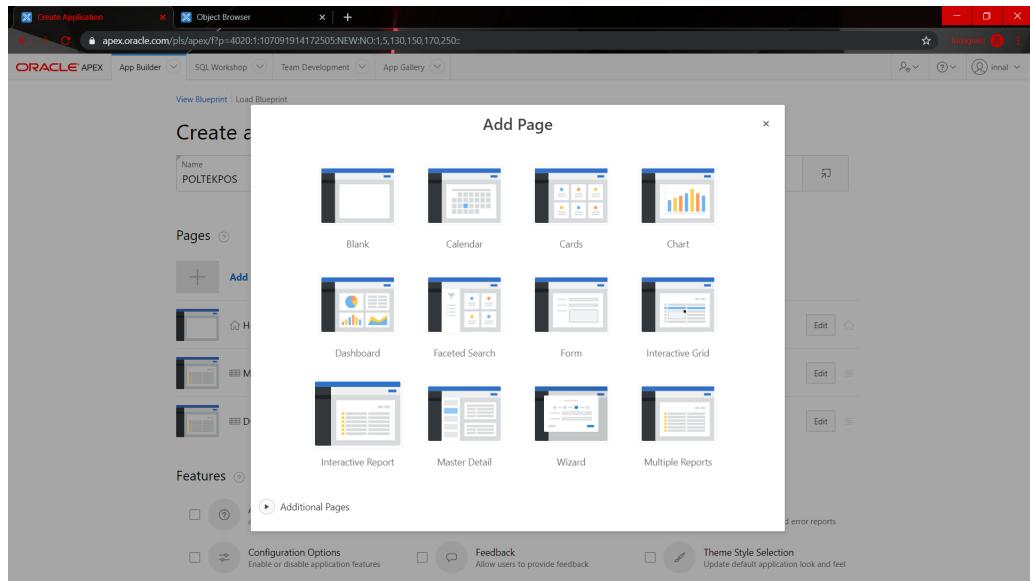 Create Application
Object Browser
apex.oracle.com/pls/apex/f?p=4020:1:107091914172505:NEW:NO:1,5,130,150,170,250::
ORACLE APEX App Builder SQL Workshop Team Development App Gallery innal
View Blueprint Load Blueprint
Create a
Add Page
Name
POLTEKPOS
Blank Calendar Cards Chart
Pages
Add
Edit
Dashboard Faceted Search Form Interactive Grid
Edit
Edit
Interactive Report Master Detail Wizard Multiple Reports
Features
Additional Pages
d error reports
Configuration Options
Enable or disable application features
Feedback
Allow users to provide feedback
Theme Style Selection
Update default application look and feel